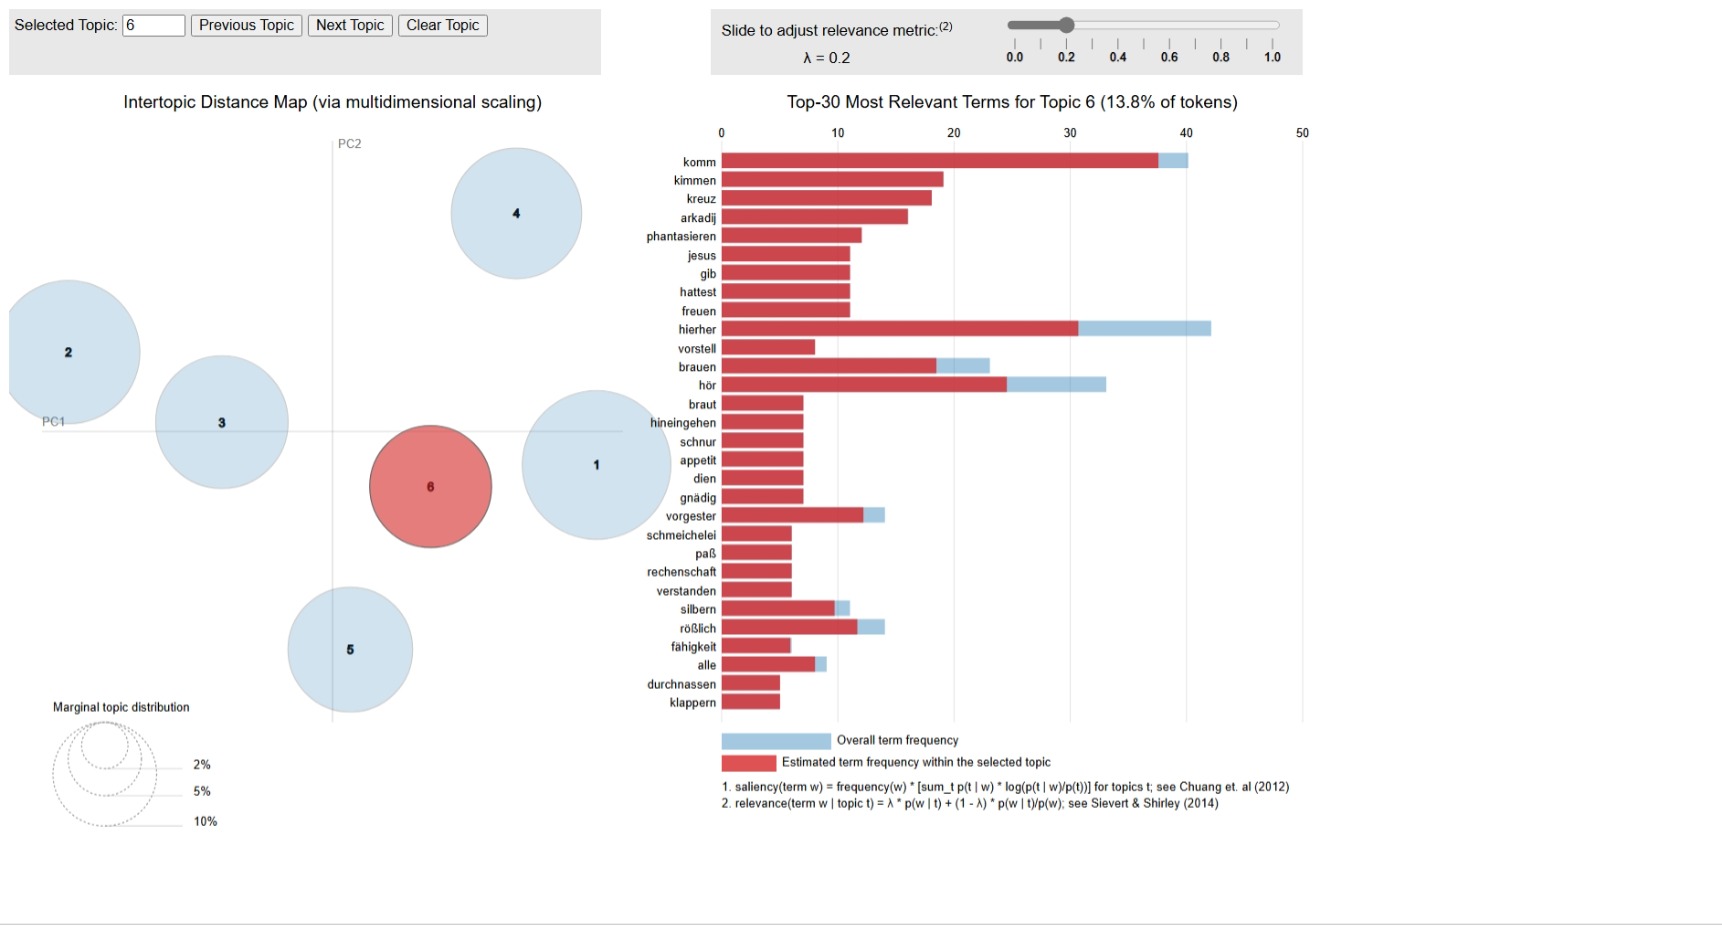 Selected Topic: 6 Previous Topic Next Topic Clear Topic
Slide to adjust relevance metric:(2)
λ = 0.2
0.0 0.2 0.4 0.6 0.8 1.0
Intertopic Distance Map (via multidimensional scaling)
PC2
PC1
4
2
3
1
6
5
Marginal topic distribution
2%
5%
10%
Top-30 Most Relevant Terms for Topic 6 (13.8% of tokens)
0 10 20 30 40 50
komm
kimmen
kreuz
arkadij
phantasieren
jesus
gib
hattest
freuen
hierher
vorstell
brauen
hör
braut
hineingehen
schnur
appetit
dien
gnädig
vorgester
schmeichelei
paß
rechenschaft
verstanden
silbern
rößlich
fähigkeit
alle
durchnassen
klappern
Overall term frequency
Estimated term frequency within the selected topic
1. saliency(term w) = frequency(w) * [sum_t p(t | w) * log(p(t | w)/p(t))] for topics t; see Chuang et. al (2012)
2. relevance(term w | topic t) = λ * p(w | t) + (1 - λ) * p(w | t)/p(w); see Sievert & Shirley (2014)